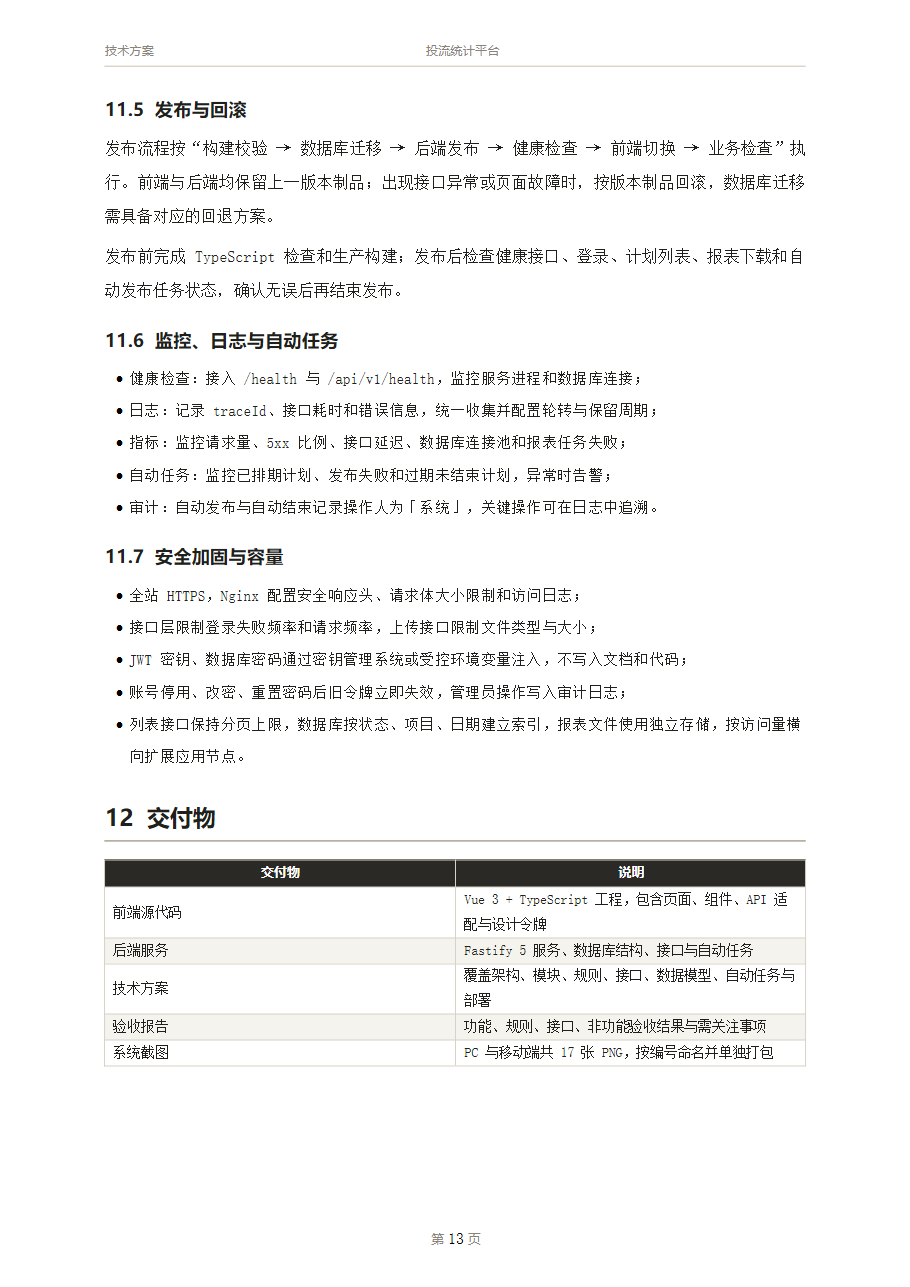 技术方案
投流统计平台
11.5 发布与回滚
发布流程按“构建校验 → 数据库迁移 → 后端发布 → 健康检查 → 前端切换 → 业务检查”执
行。前端与后端均保留上一版本制品；出现接口异常或页面故障时，按版本制品回滚，数据库迁移
需具备对应的回退方案。
发布前完成 TypeScript 检查和生产构建；发布后检查健康接口、登录、计划列表、报表下载和自
动发布任务状态，确认无误后再结束发布。
11.6 监控、日志与自动任务
● 健康检查：接入 /health 与 /api/v1/health，监控服务进程和数据库连接；
● 日志：记录 traceId、接口耗时和错误信息，统一收集并配置轮转与保留周期；
● 指标：监控请求量、5xx 比例、接口延迟、数据库连接池和报表任务失败；
● 自动任务：监控已排期计划、发布失败和过期未结束计划，异常时告警；
● 审计：自动发布与自动结束记录操作人为「系统」，关键操作可在日志中追溯。
11.7 安全加固与容量
● 全站 HTTPS，Nginx 配置安全响应头、请求体大小限制和访问日志；
● 接口层限制登录失败频率和请求频率，上传接口限制文件类型与大小；
● JWT 密钥、数据库密码通过密钥管理系统或受控环境变量注入，不写入文档和代码；
● 账号停用、改密、重置密码后旧令牌立即失效，管理员操作写入审计日志；
● 列表接口保持分页上限，数据库按状态、项目、日期建立索引，报表文件使用独立存储，按访问量横
向扩展应用节点。
12 交付物
交付物 说明
前端源代码 Vue 3 + TypeScript 工程，包含页面、组件、API 适
配与设计令牌
后端服务 Fastify 5 服务、数据库结构、接口与自动任务
技术方案 覆盖架构、模块、规则、接口、数据模型、自动任务与
部署
验收报告 功能、规则、接口、非功能验收结果与需关注事项
系统截图 PC 与移动端共 17 张 PNG，按编号命名并单独打包
第 13 页